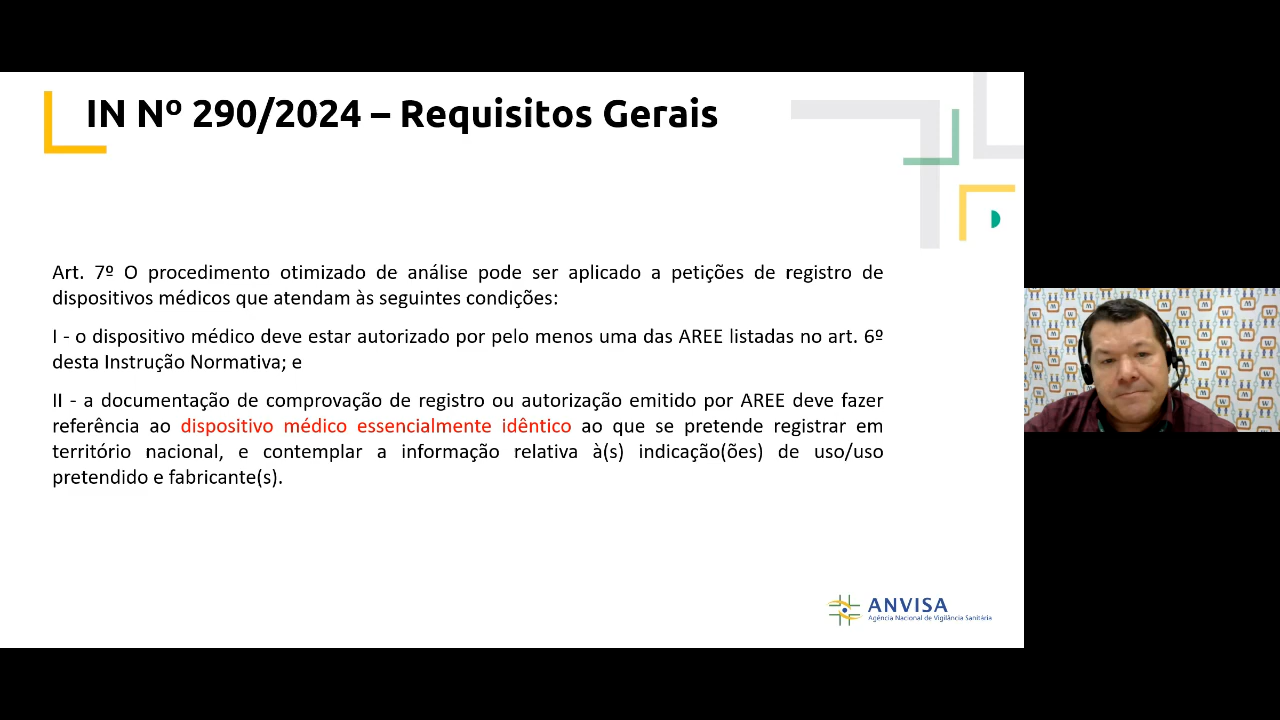 IN Nº 290/2024 – Requisitos Gerais
Art. 7º O procedimento otimizado de análise pode ser aplicado a petições de registro de
dispositivos médicos que atendam às seguintes condições:
I - o dispositivo médico deve estar autorizado por pelo menos uma das AREE listadas no art. 6º
desta Instrução Normativa; e
II - a documentação de comprovação de registro ou autorização emitido por AREE deve fazer
referência ao dispositivo médico essencialmente idêntico ao que se pretende registrar em
território nacional, e contemplar a informação relativa à(s) indicação(ões) de uso/uso
pretendido e fabricante(s).
ANVISA
Agência Nacional de Vigilância Sanitária